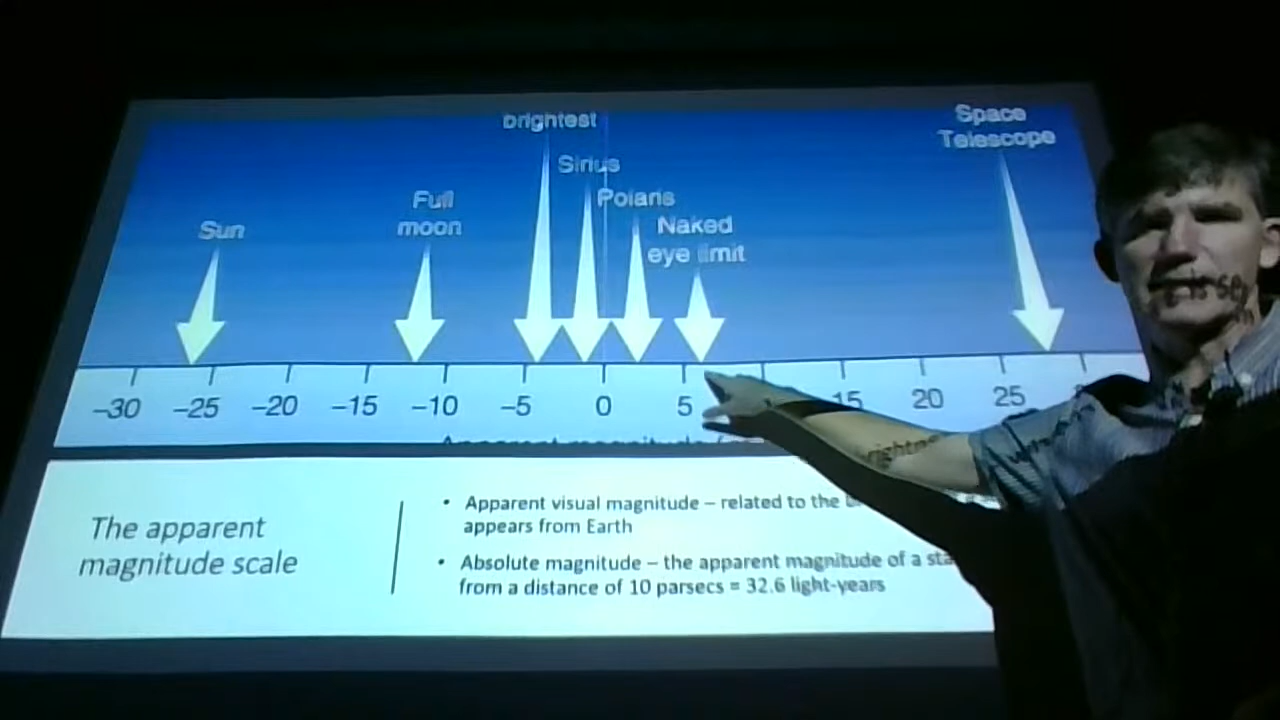 brightest
Space
Telescope
Sirius
Full
moon
Polaris
Naked
eye limit
Sun
−30 −25 −20 −15 −10 −5 0 5 15 20 25
Apparent magnitude
The apparent
magnitude scale
• Apparent visual magnitude – related to the
appears from Earth
• Absolute magnitude – the apparent magnitude of a
from a distance of 10 parsecs = 32.6 light-years